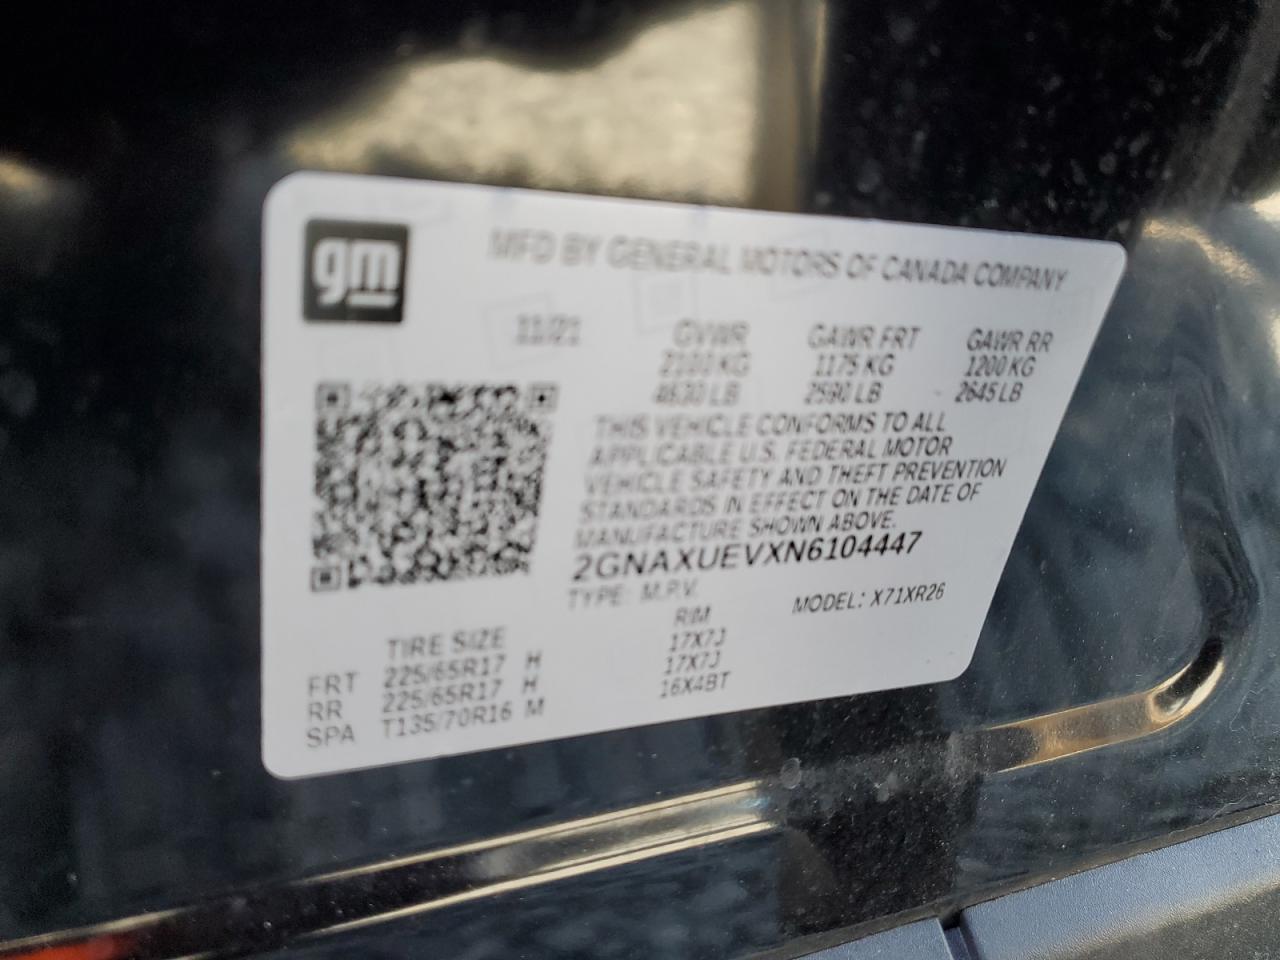 gm
MFD BY GENERAL MOTORS OF CANADA COMPANY
11/21 GVWR GAWR FRT GAWR RR
2100 KG 1175 KG 1200 KG
4630 LB 2590 LB 2645 LB
THIS VEHICLE CONFORMS TO ALL
APPLICABLE U.S. FEDERAL MOTOR
VEHICLE SAFETY AND THEFT PREVENTION
STANDARDS IN EFFECT ON THE DATE OF
MANUFACTURE SHOWN ABOVE.
2GNAXUEVXN6104447
TYPE: M.P.V. MODEL: X71XR26
TIRE SIZE RIM
FRT 225/65R17 H 17X7J
RR 225/65R17 H 17X7J
SPA T135/70R16 M 16X4BT